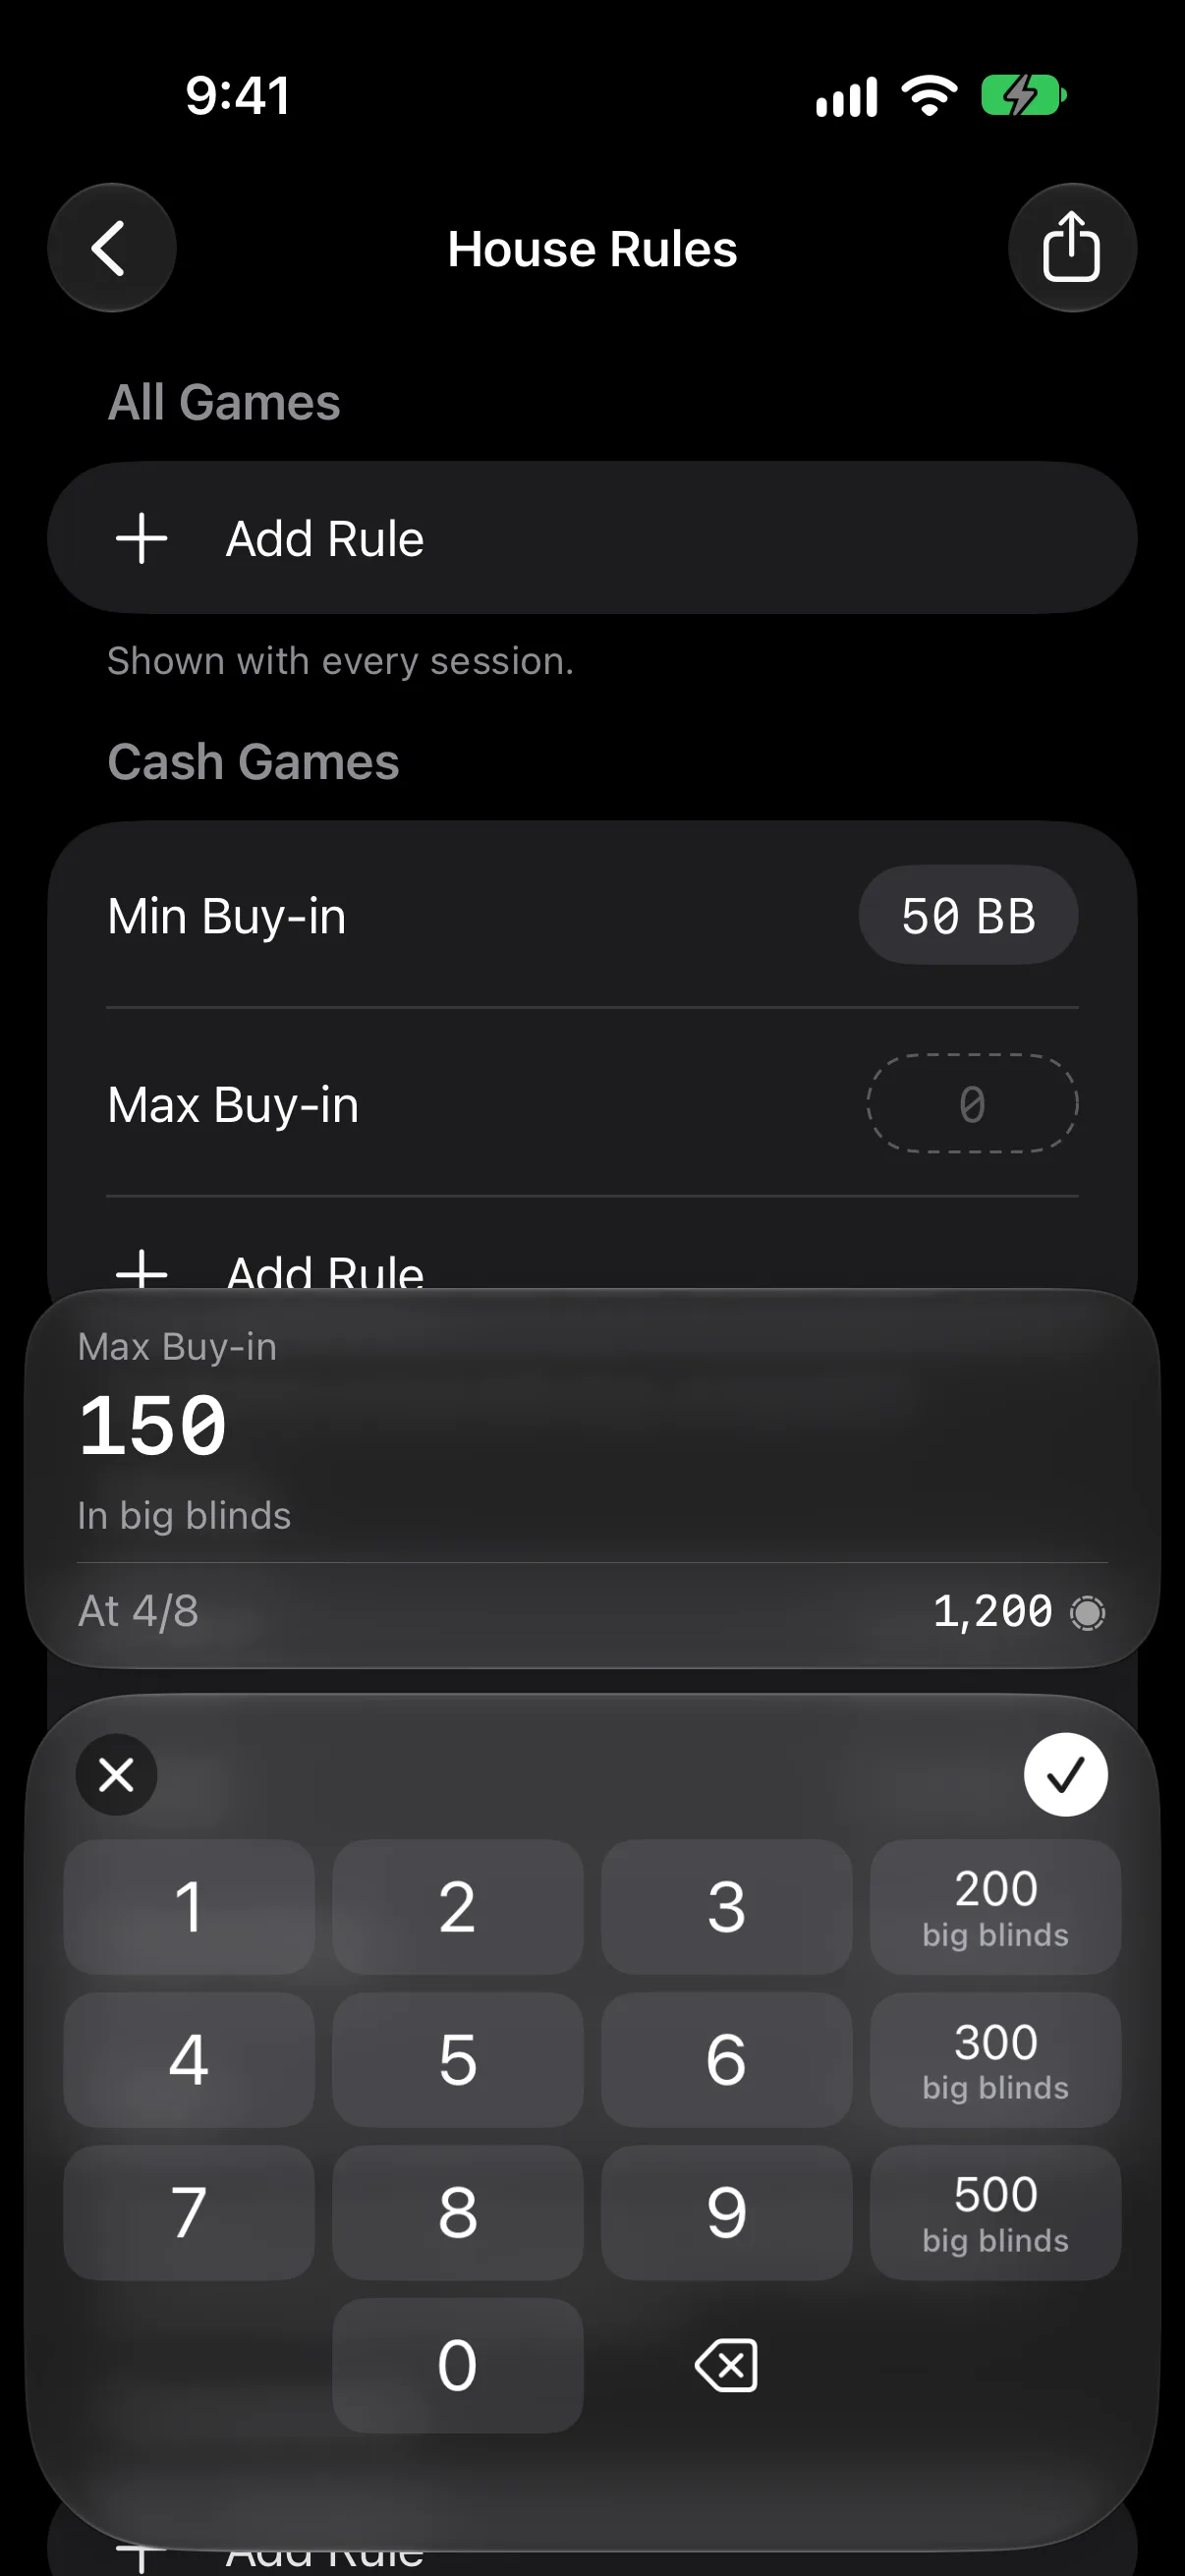 9:41
House Rules
All Games
Add Rule
Shown with every session.
Cash Games
Min Buy-in
50 BB
Max Buy-in
0
Add Rule
Max Buy-in
150
In big blinds
At 4/8
1,200
1
2
3
200
big blinds
4
5
6
300
big blinds
7
8
9
500
big blinds
0
Add Rule